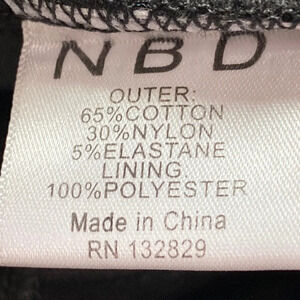 NBD
OUTER:
65%COTTON
30%NYLON
5%ELASTANE
LINING:
100%POLYESTER
Made in China
RN 132829